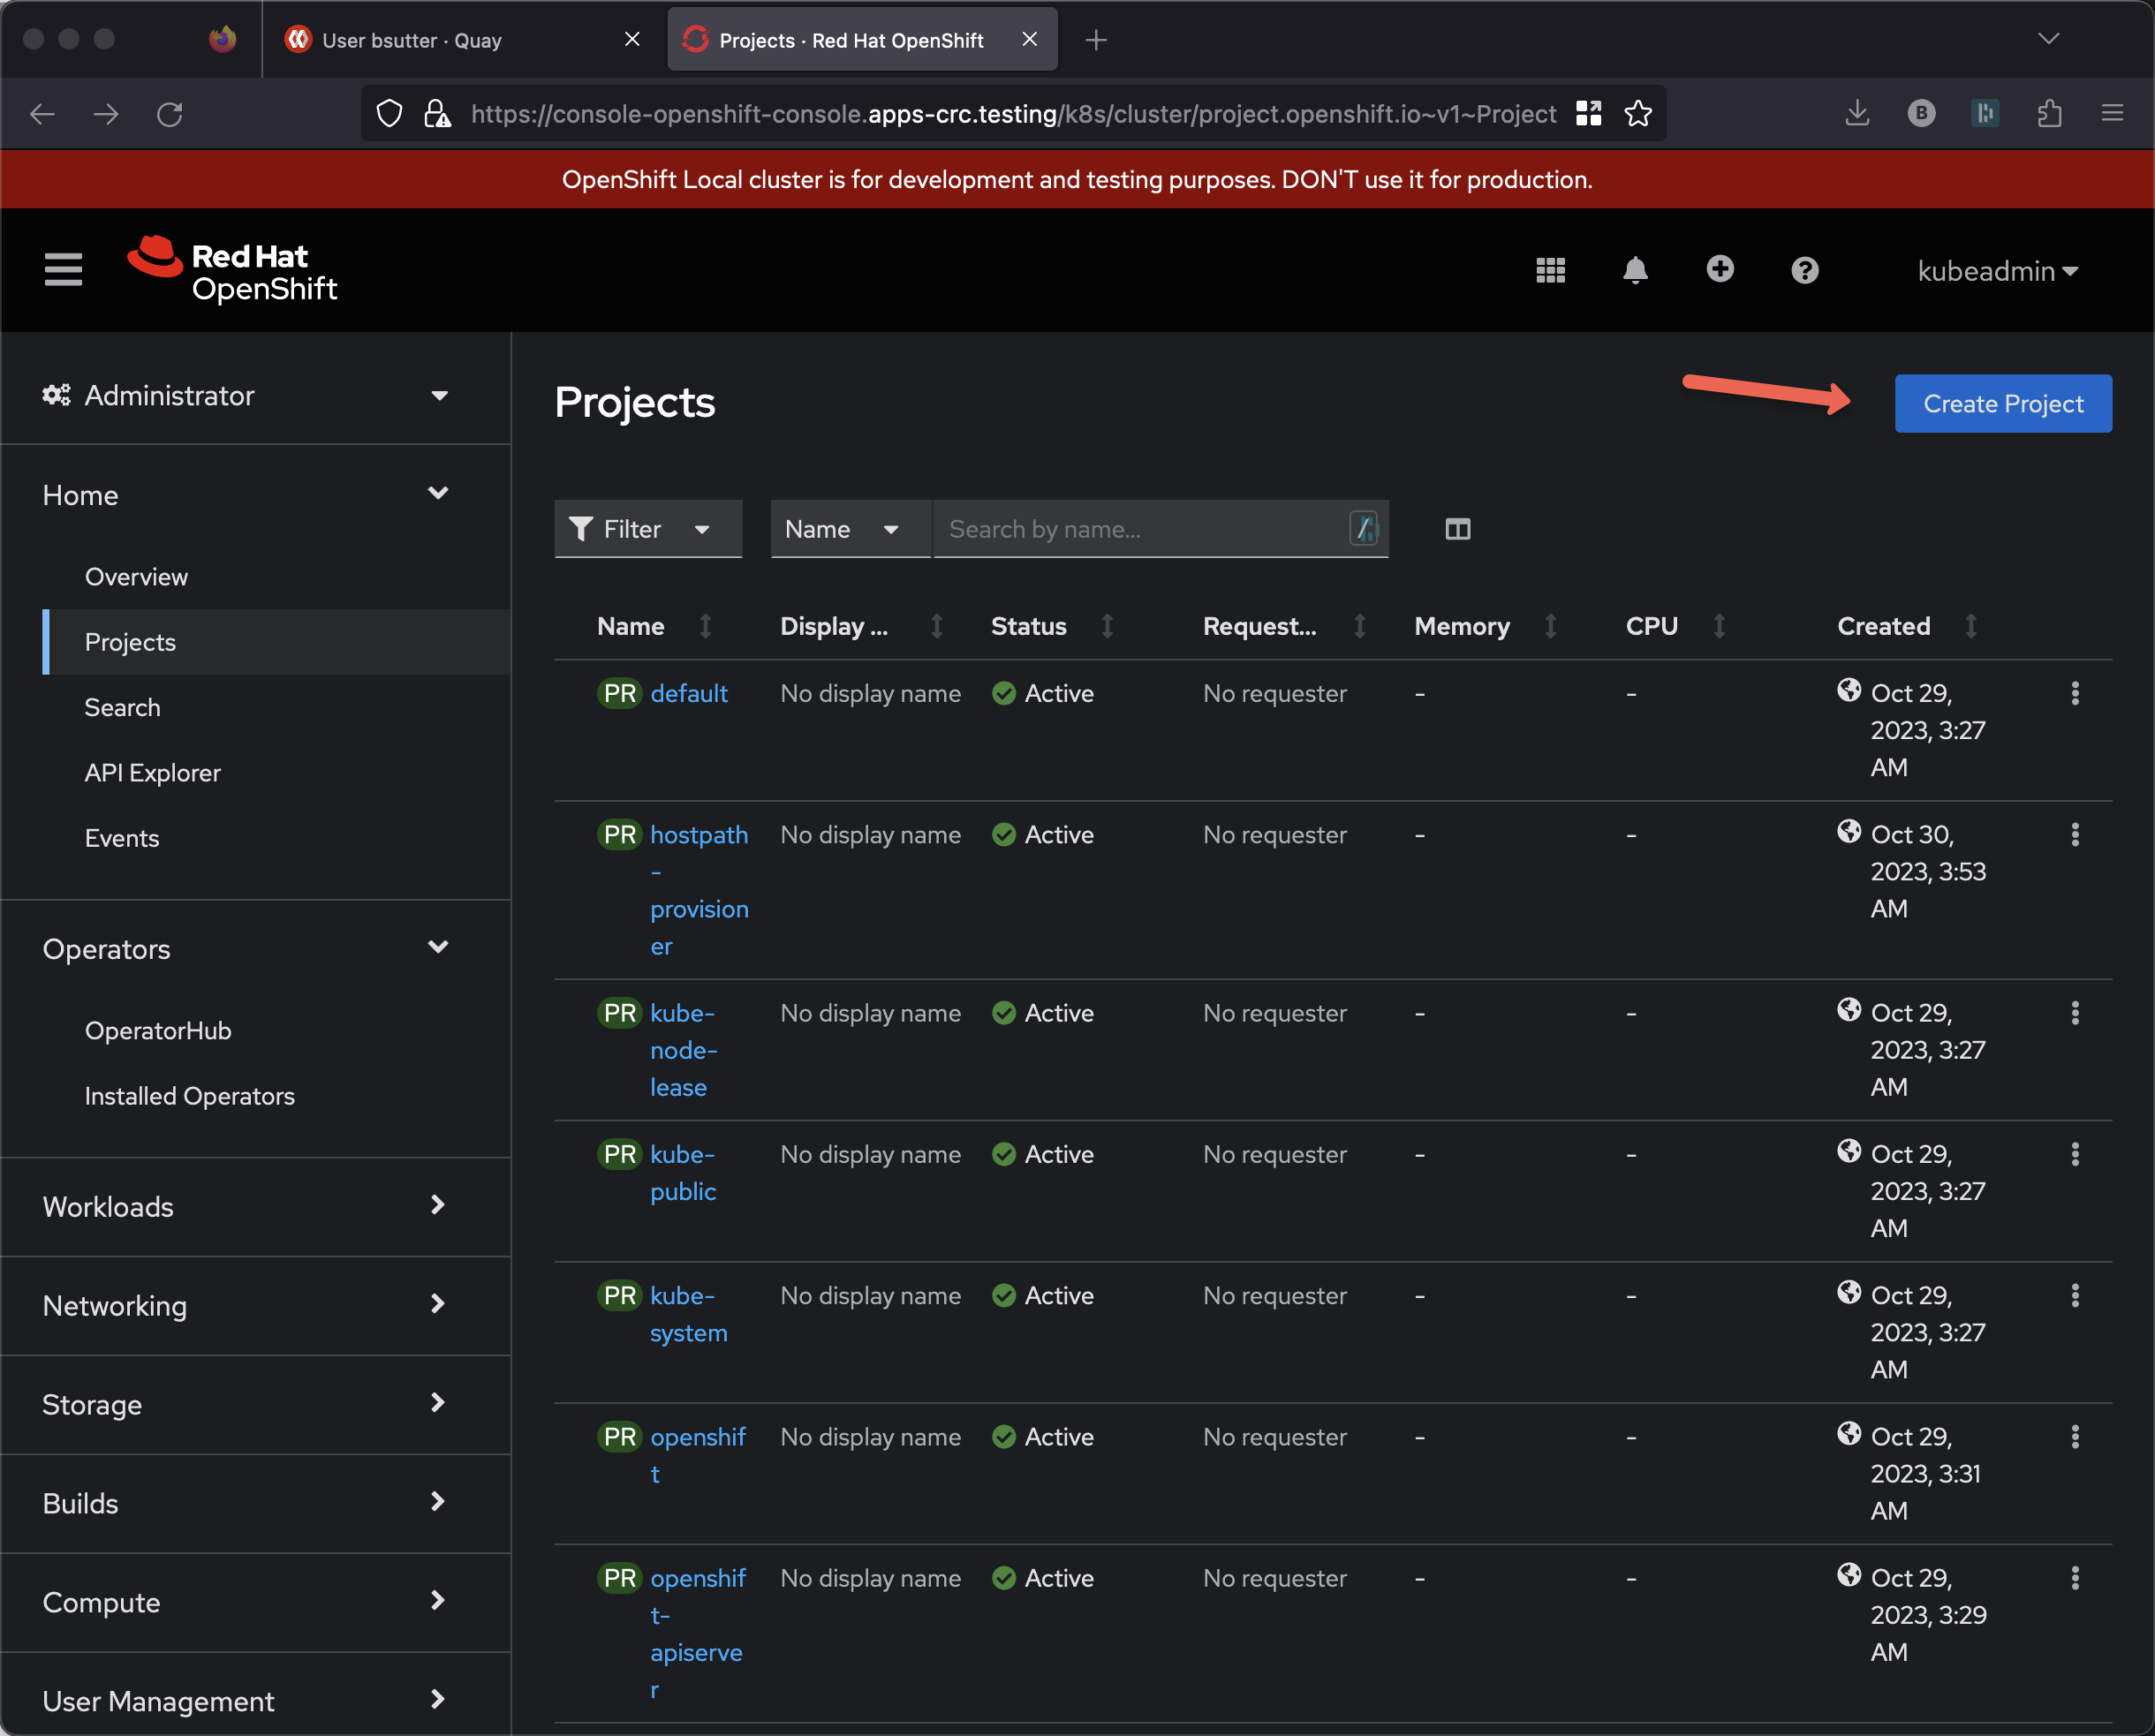 User bsutter · Quay
Projects · Red Hat OpenShift
https://console-openshift-console.apps-crc.testing/k8s/cluster/project.openshift.io~v1~Project
B
OpenShift Local cluster is for development and testing purposes. DON'T use it for production.
Red Hat
OpenShift
kubeadmin
Administrator
Home
Overview
Projects
Search
API Explorer
Events
Operators
OperatorHub
Installed Operators
Workloads
Networking
Storage
Builds
Compute
User Management
Projects
Create Project
Filter
Name
Search by name...
/
Name Display ... Status Request... Memory CPU Created
PR default No display name Active No requester - - Oct 29,
2023, 3:27
AM
PR hostpath No display name Active No requester - - Oct 30,
- 2023, 3:53
provision AM
er
PR kube- No display name Active No requester - - Oct 29,
node- 2023, 3:27
lease AM
PR kube- No display name Active No requester - - Oct 29,
public 2023, 3:27
AM
PR kube- No display name Active No requester - - Oct 29,
system 2023, 3:27
AM
PR openshif No display name Active No requester - - Oct 29,
t 2023, 3:31
AM
PR openshif No display name Active No requester - - Oct 29,
t- 2023, 3:29
apiserve AM
r